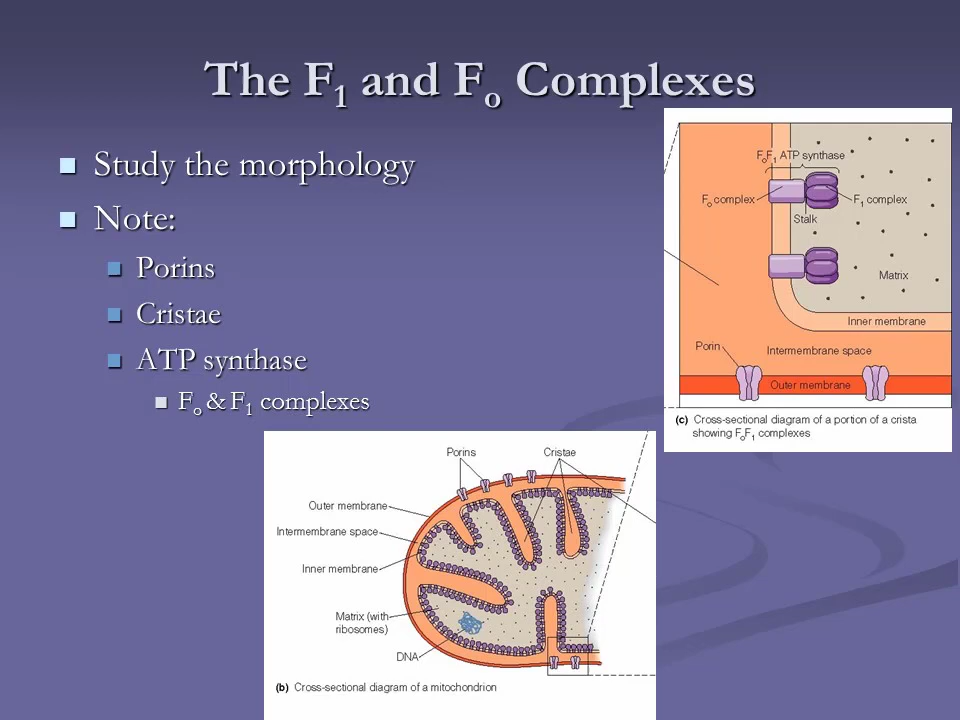 The F1 and Fo Complexes
Study the morphology
Note:
Porins
Cristae
ATP synthase
Fo & F1 complexes
FoF1 ATP synthase
Fo complex
F1 complex
Stalk
Matrix
Inner membrane
Porin
Intermembrane space
Outer membrane
(c) Cross-sectional diagram of a portion of a crista
showing FoF1 complexes
Porins
Cristae
Outer membrane
Intermembrane space
Inner membrane
Matrix (with
ribosomes)
DNA
(b) Cross-sectional diagram of a mitochondrion